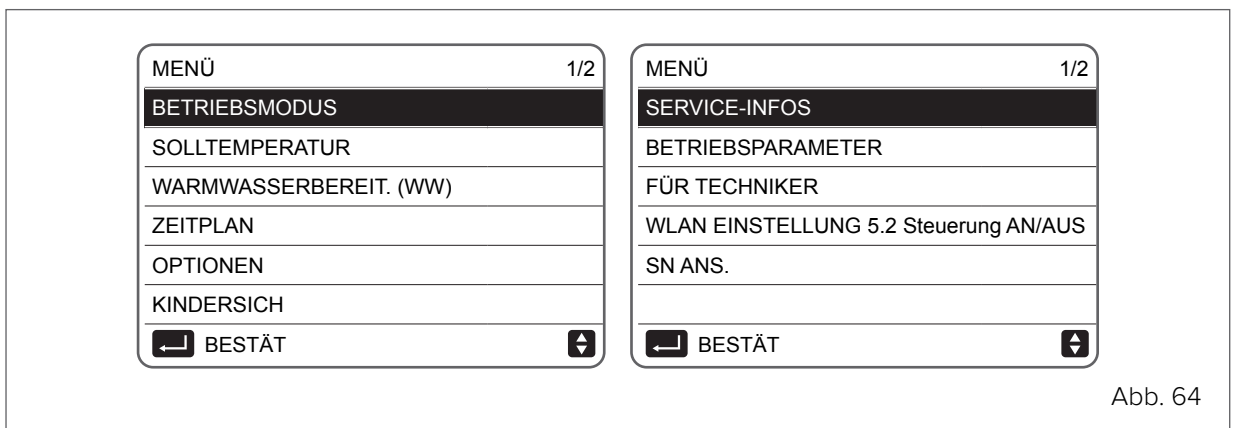 MENÜ 1/2
BETRIEBSMODUS
SOLLTEMPERATUR
WARMWASSERBEREIT. (WW)
ZEITPLAN
OPTIONEN
KINDERSICH
BESTÄT
MENÜ 1/2
SERVICE-INFOS
BETRIEBSPARAMETER
FÜR TECHNIKER
WLAN EINSTELLUNG 5.2 Steuerung AN/AUS
SN ANS.
BESTÄT
Abb. 64